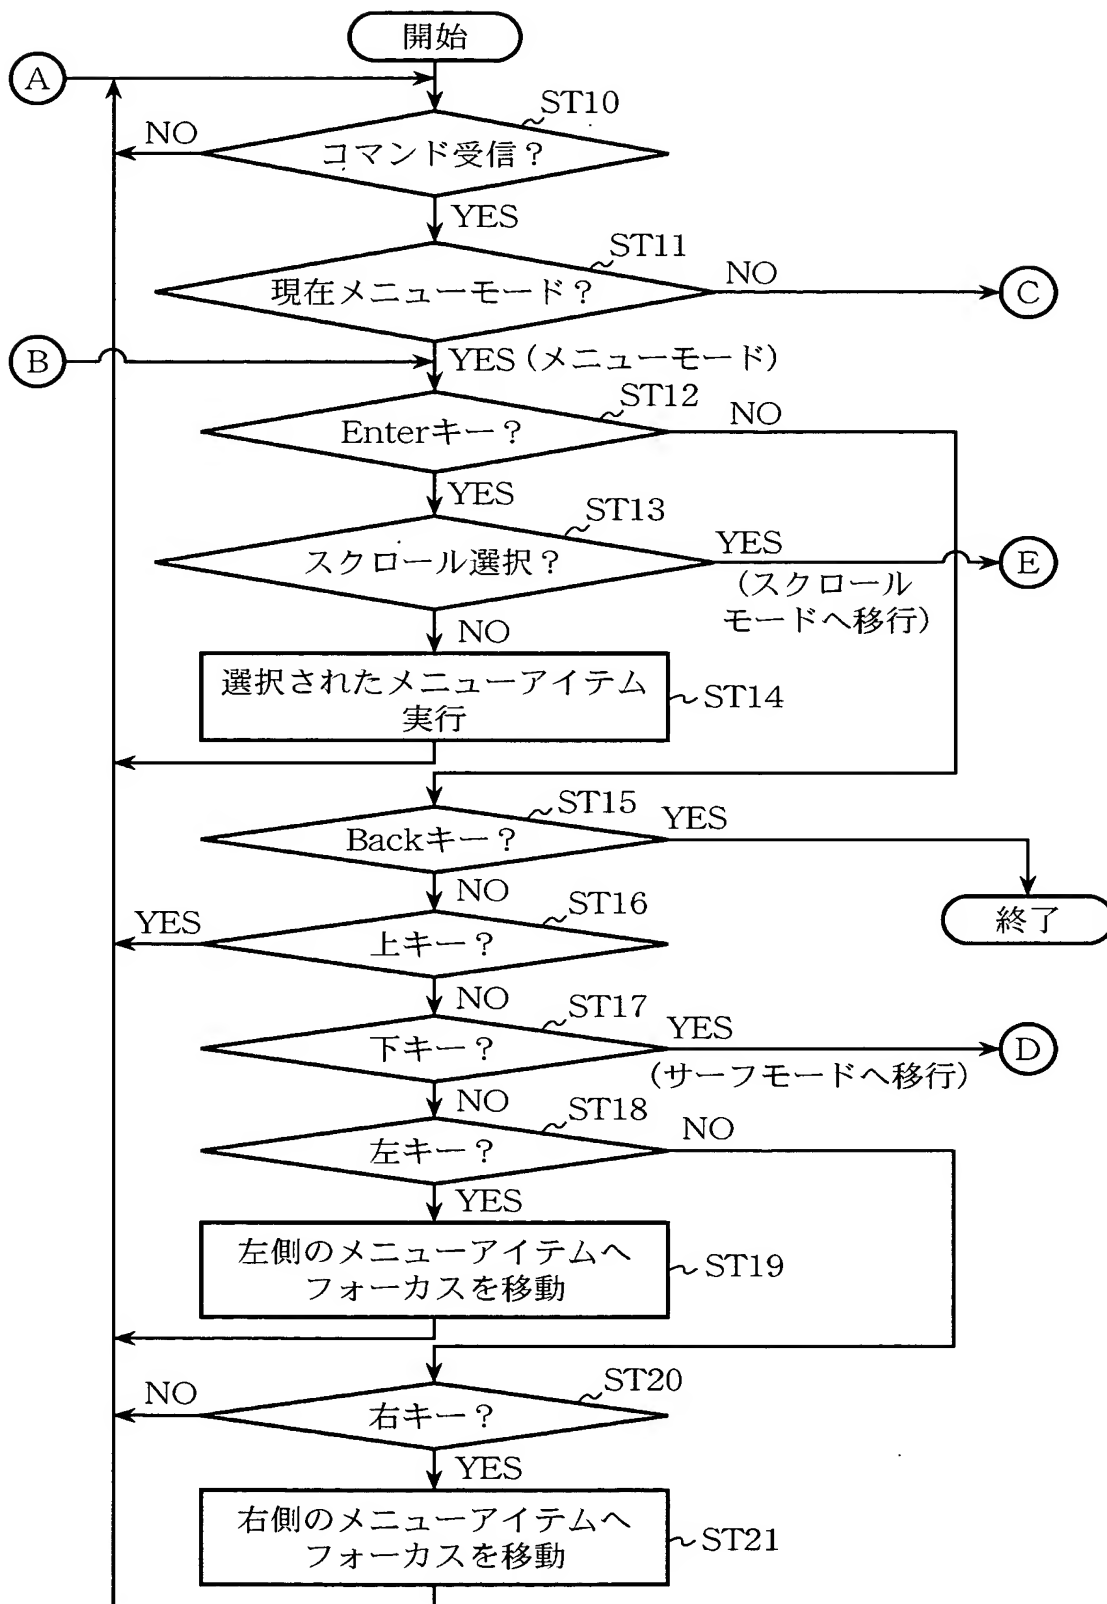 開始
A
ST10
NO
コマンド受信？
YES
ST11
現在メニューモード？
NO
C
B
YES（メニューモード）
ST12
NO
Enterキー？
YES
ST13
スクロール選択？
YES
E
（スクロール
モードへ移行）
NO
選択されたメニューアイテム
実行
ST14
ST15
Backキー？
YES
NO
終了
ST16
YES
上キー？
NO
ST17
下キー？
YES
D
（サーフモードへ移行）
NO
ST18
左キー？
NO
YES
左側のメニューアイテムへ
フォーカスを移動
ST19
ST20
NO
右キー？
YES
右側のメニューアイテムへ
フォーカスを移動
ST21